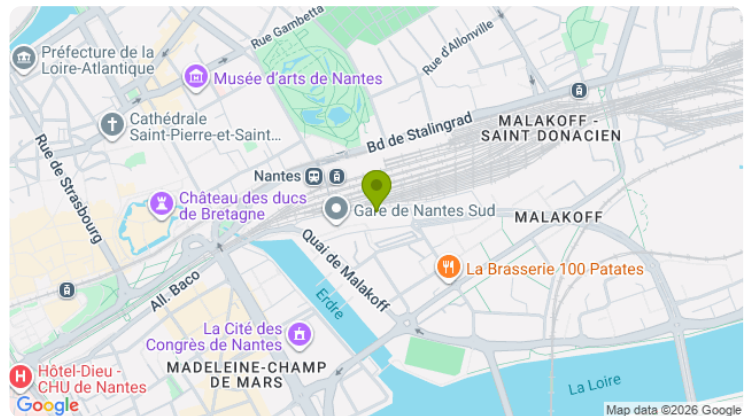 Rue Gambetta
Préfecture de la
Loire-Atlantique
Musée d'arts de Nantes
Rue d'Allonville
Cathédrale
Saint-Pierre-et-Saint...
Bd de Stalingrad
MALAKOFF -
SAINT DONACIEN
Rue de Strasbourg
Nantes
Château des ducs
de Bretagne
Gare de Nantes Sud
MALAKOFF
Quai de Malakoff
La Brasserie 100 Patates
All. Baco
Erdre
La Cité des
Congrès de Nantes
MADELEINE-CHAMP
DE MARS
H
Hôtel-Dieu -
CHU de Nantes
La Loire
Google
Map data ©2026 Google